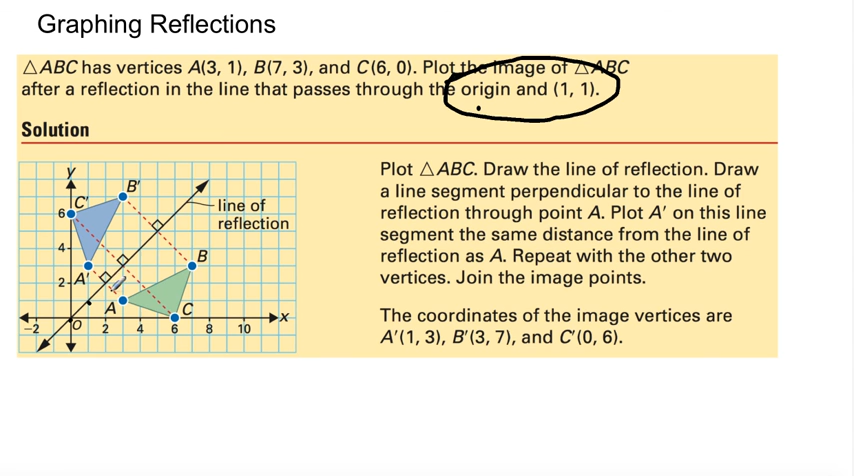 Graphing Reflections
△ABC has vertices A(3, 1), B(7, 3), and C(6, 0). Plot the image of △ABC
after a reflection in the line that passes through the origin and (1, 1).
Solution
y
B′
C′
6
line of
reflection
4
B
2
A′
A
C
x
−2
O
2
4
6
8
10
Plot △ABC. Draw the line of reflection. Draw
a line segment perpendicular to the line of
reflection through point A. Plot A′ on this line
segment the same distance from the line of
reflection as A. Repeat with the other two
vertices. Join the image points.
The coordinates of the image vertices are
A′(1, 3), B′(3, 7), and C′(0, 6).